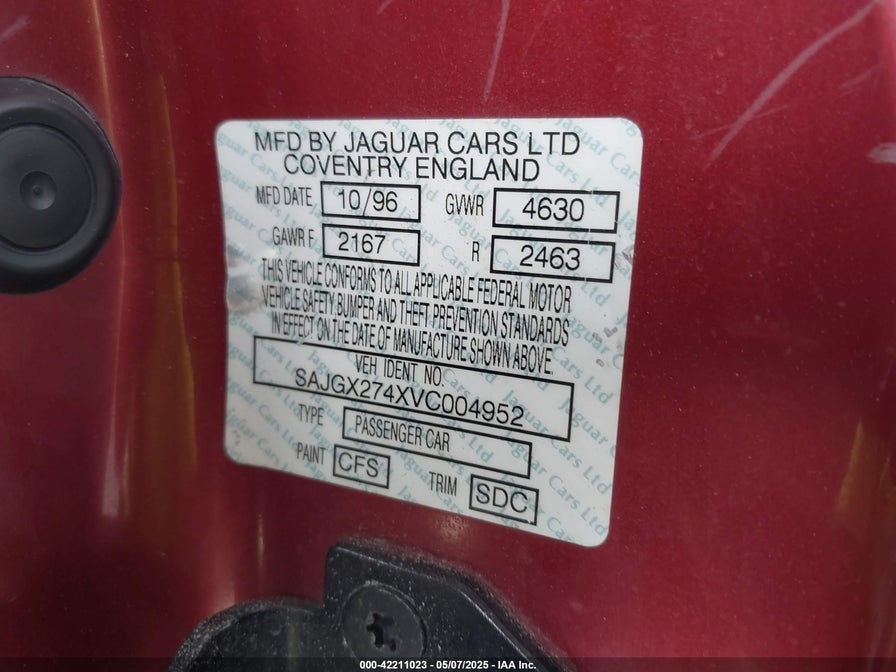 MFD BY JAGUAR CARS LTD
COVENTRY ENGLAND
MFD DATE 10/96 GVWR 4630
GAWR F 2167 R 2463
THIS VEHICLE CONFORMS TO ALL APPLICABLE FEDERAL MOTOR
VEHICLE SAFETY, BUMPER AND THEFT PREVENTION STANDARDS
IN EFFECT ON THE DATE OF MANUFACTURE SHOWN ABOVE.
VEH IDENT NO.
SAJGX274XVC004952
TYPE PASSENGER CAR
PAINT CFS TRIM SDC
000-42211023 - 05/07/2025 - IAA Inc.